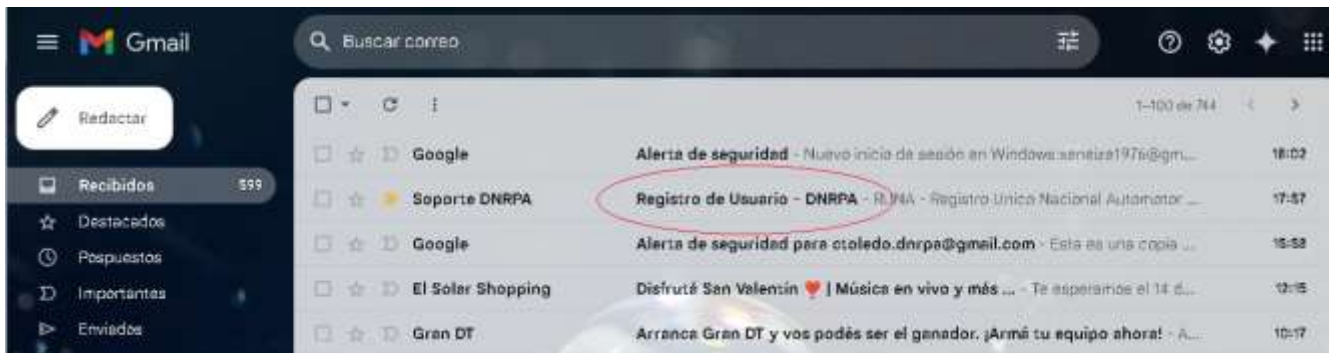 Gmail
Buscar correo
Redactar
1–100 de 744
Google Alerta de seguridad - Nuevo inicio de sesión en Windows 18:02
Recibidos 599
Soporte DNRPA Registro de Usuario - DNRPA - RUNA - Registro Unico Nacional Automotor ... 17:57
Destacados
Google Alerta de seguridad para ctoledo.dnrpa@gmail.com - Esta es una copia ...
Pospuestos
El Solar Shopping Disfrutá San Valentín ❤️ | Música en vivo y más ... - Te esperamos el 14 d... 12:15
Importantes
Gran DT Arranca Gran DT y vos podés ser el ganador. ¡Armá tu equipo ahora! - A... 10:17
Enviados